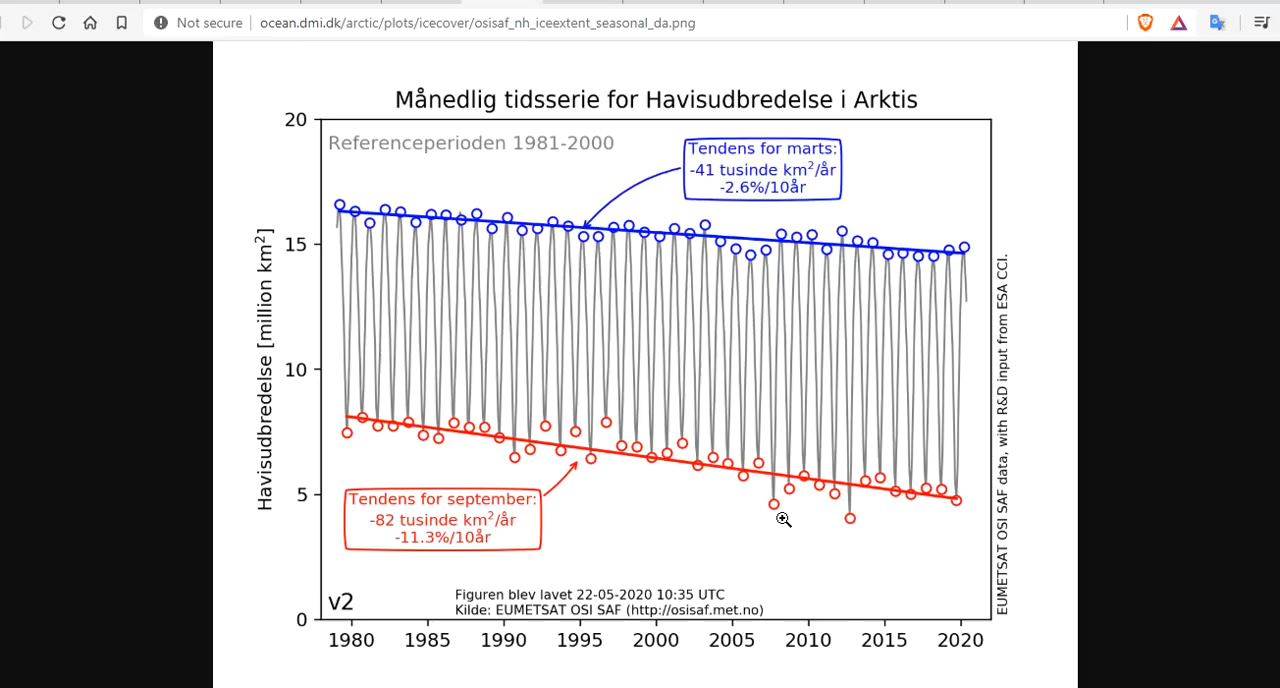 Not secure
ocean.dmi.dk/arctic/plots/icecover/osisaf_nh_iceextent_seasonal_da.png
Månedlig tidsserie for Havisudbredelse i Arktis
Referenceperioden 1981-2000
Tendens for marts:
-41 tusinde km²/år
-2.6%/10år
20
15
10
5
0
Havisudbredelse [million km²]
Tendens for september:
-82 tusinde km²/år
-11.3%/10år
v2
Figuren blev lavet 22-05-2020 10:35 UTC
Kilde: EUMETSAT OSI SAF (http://osisaf.met.no)
1980 1985 1990 1995 2000 2005 2010 2015 2020
EUMETSAT OSI SAF data, with R&D input from ESA CCI.